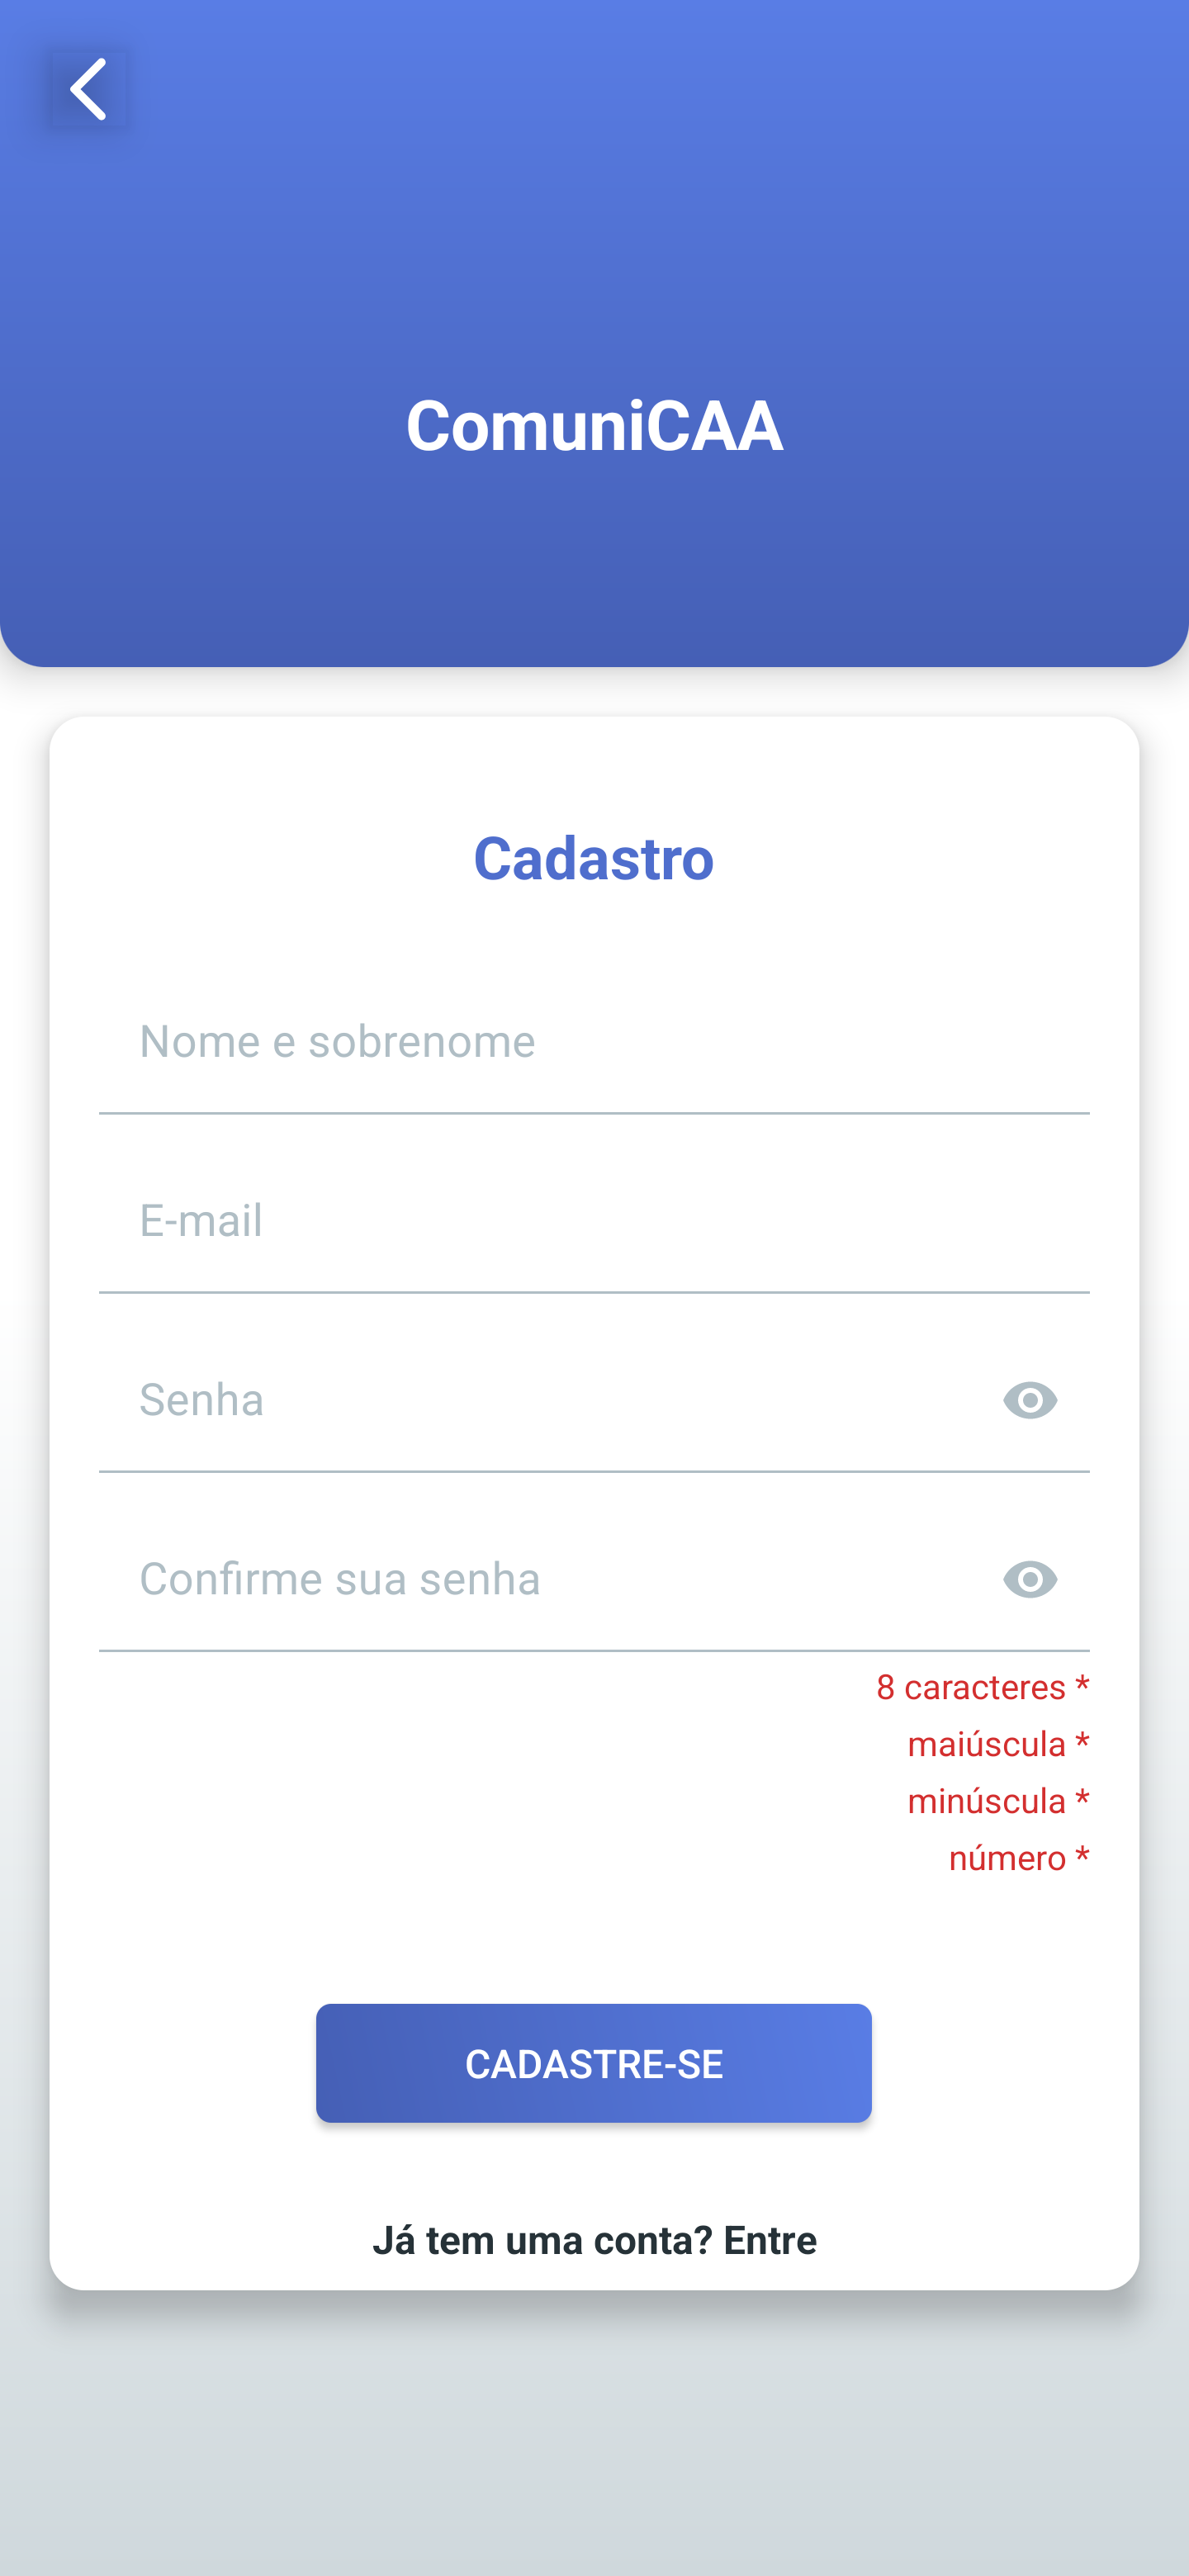 ComuniCAA
Cadastro
Nome e sobrenome
E-mail
Senha
Confirme sua senha
8 caracteres *
maiúscula *
minúscula *
número *
CADASTRE-SE
Já tem uma conta? Entre